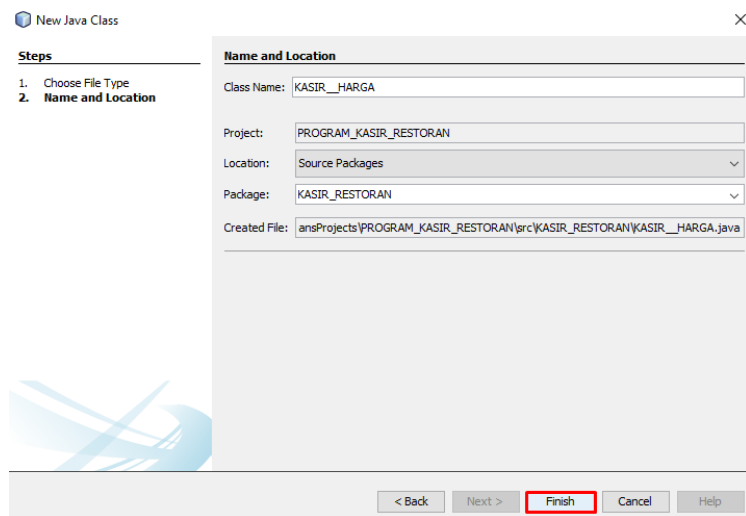 New Java Class
Steps
1. Choose File Type
2. Name and Location
Name and Location
Class Name: KASIR__HARGA
Project: PROGRAM_KASIR_RESTORAN
Location: Source Packages
Package: KASIR_RESTORAN
Created File: ansProjects\PROGRAM_KASIR_RESTORAN\src\KASIR_RESTORAN\KASIR__HARGA.java
< Back Next > Finish Cancel Help